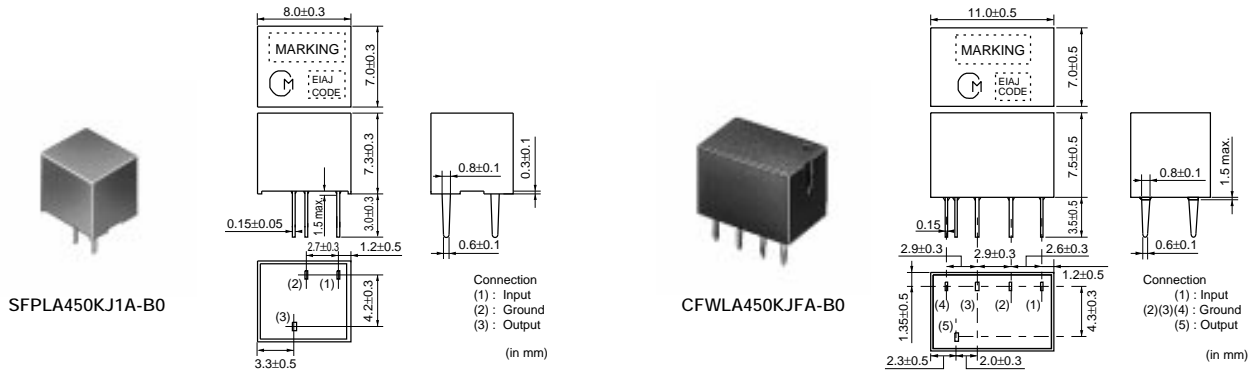 8.0±0.3
MARKING
EIAJ
CODE
7.0±0.3
7.3±0.3
0.15±0.05
1.5 max.
3.0±0.3
0.8±0.1
0.3±0.1
0.6±0.1
2.7±0.3
1.2±0.5
(2)
(1)
(3)
4.2±0.3
3.3±0.5
SFPLA450KJ1A-B0
Connection
(1) : Input
(2) : Ground
(3) : Output
(in mm)
11.0±0.5
MARKING
EIAJ
CODE
7.0±0.5
7.5±0.5
0.15
3.5±0.5
0.8±0.1
1.5 max.
0.6±0.1
2.9±0.3
2.9±0.3
2.6±0.3
1.2±0.5
1.35±0.5
(4)
(3)
(2)
(1)
(5)
4.3±0.3
2.3±0.5
2.0±0.3
CFWLA450KJFA-B0
Connection
(1) : Input
(2)(3)(4) : Ground
(5) : Output
(in mm)